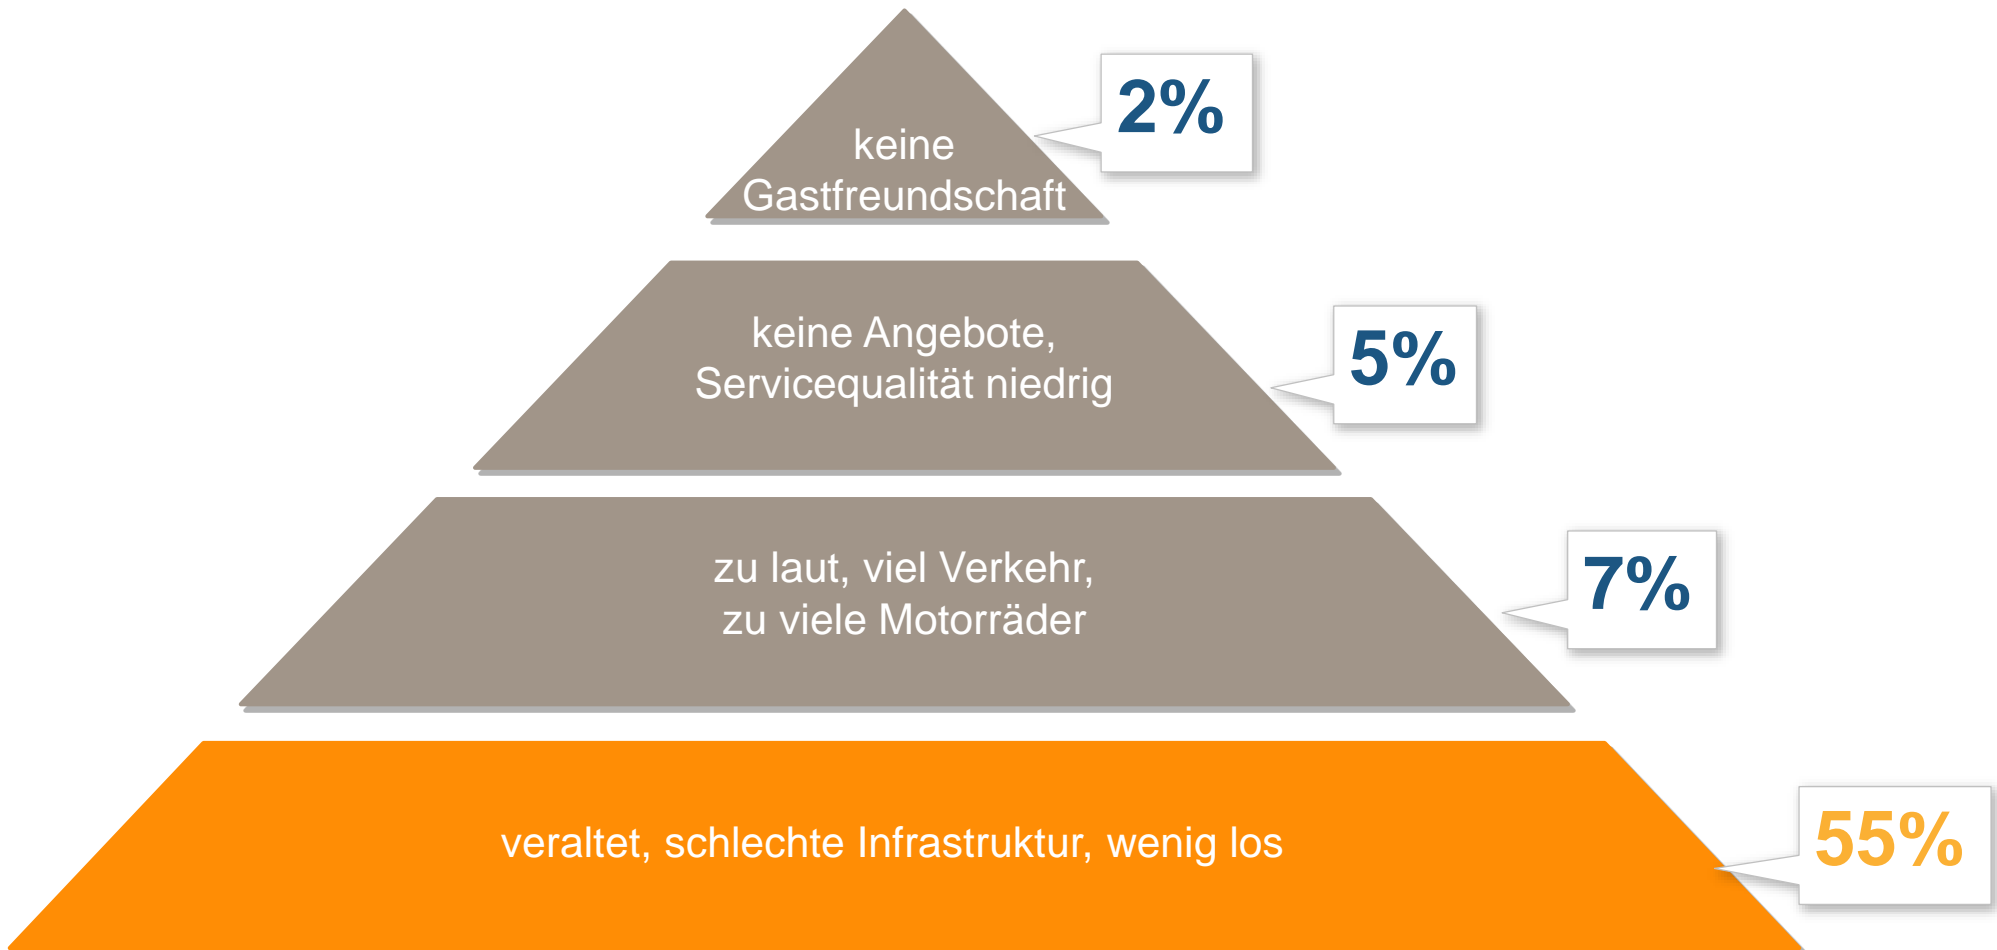 keine
Gastfreundschaft
2%
keine Angebote,
Servicequalität niedrig
5%
zu laut, viel Verkehr,
zu viele Motorräder
7%
veraltet, schlechte Infrastruktur, wenig los
55%